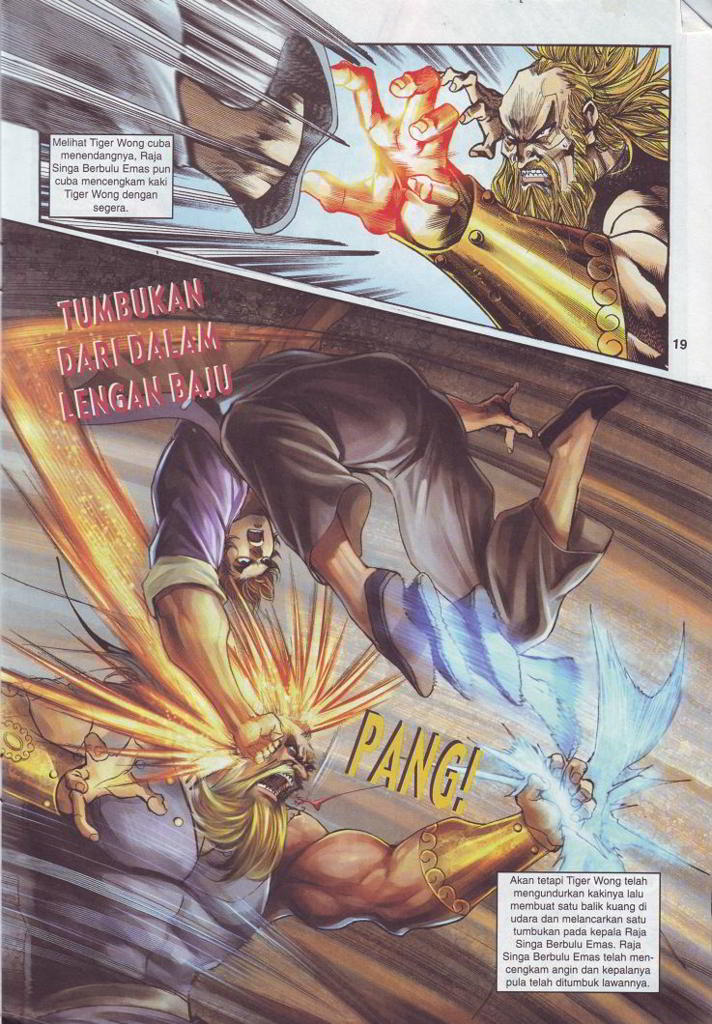 Melihat Tiger Wong cuba
menendangnya, Raja
Singa Berbulu Emas pun
cuba mencengkam kaki
Tiger Wong dengan
segera.
19
TUMBUKAN
DARI DALAM
LENGAN BAJU
PANG!
Akan tetapi Tiger Wong telah
mengundurkan kakinya lalu
membuat satu balik kuang di
udara dan melancarkan satu
tumbukan pada kepala Raja
Singa Berbulu Emas. Raja
Singa Berbulu Emas telah men-
cengkam angin dan kepalanya
pula telah ditumbuk lawannya.